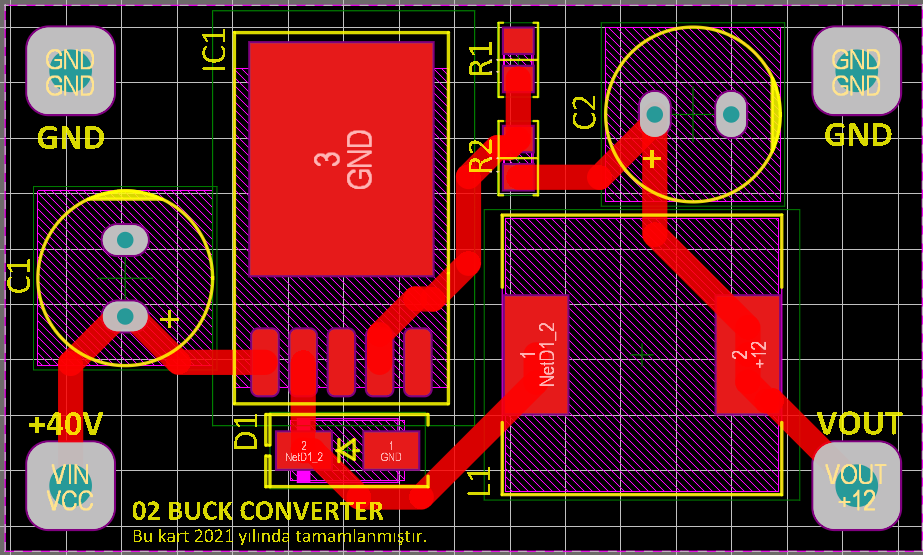 GND
GND
GND
IC1
3
GND
R1
R2
C2
+
GND
GND
GND
C1
+
+40V
VIN
VCC
D1
2
NetD1_2
1
GND
L1
1
NetD1_2
2
+12
VOUT
VOUT
+12
02 BUCK CONVERTER
Bu kart 2021 yılında tamamlanmıştır.